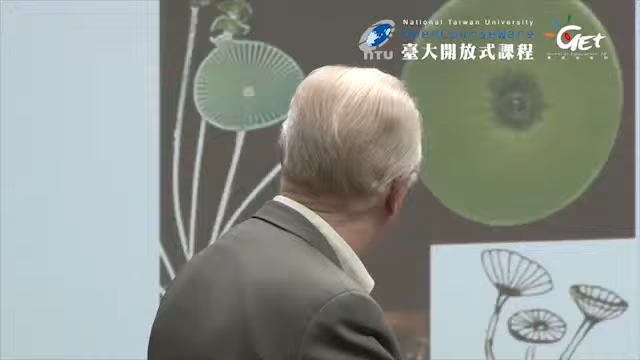 National Taiwan University
OpenCourseWare
臺大開放式課程
NTU
GEt